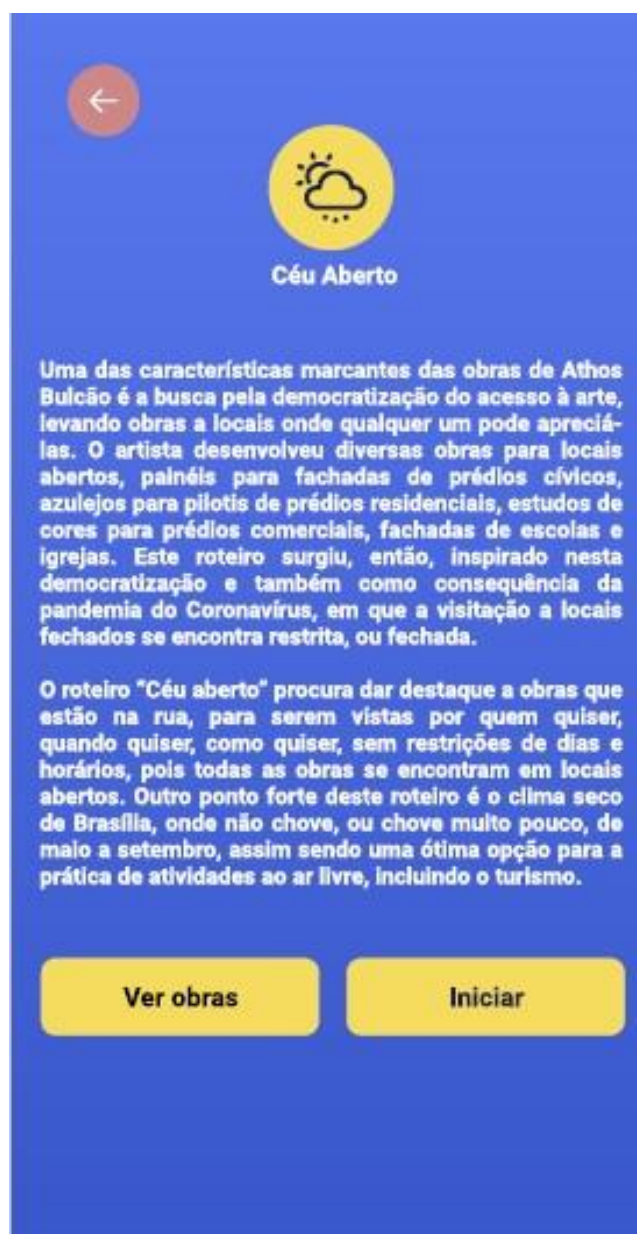 Céu Aberto
Uma das características marcantes das obras de Athos
Bulcão é a busca pela democratização do acesso à arte,
levando obras a locais onde qualquer um pode apreciá-
las. O artista desenvolveu diversas obras para locais
abertos, painéis para fachadas de prédios cívicos,
azulejos para pilotis de prédios residenciais, estudos de
cores para prédios comerciais, fachadas de escolas e
igrejas. Este roteiro surgiu, então, inspirado nesta
democratização e também como consequência da
pandemia do Coronavírus, em que a visitação a locais
fechados se encontra restrita, ou fechada.
O roteiro "Céu aberto" procura dar destaque a obras que
estão na rua, para serem vistas por quem quiser,
quando quiser, como quiser, sem restrições de dias e
horários, pois todas as obras se encontram em locais
abertos. Outro ponto forte deste roteiro é o clima seco
de Brasília, onde não chove, ou chove muito pouco, de
maio a setembro, assim sendo uma ótima opção para a
prática de atividades ao ar livre, incluindo o turismo.
Ver obras
Iniciar